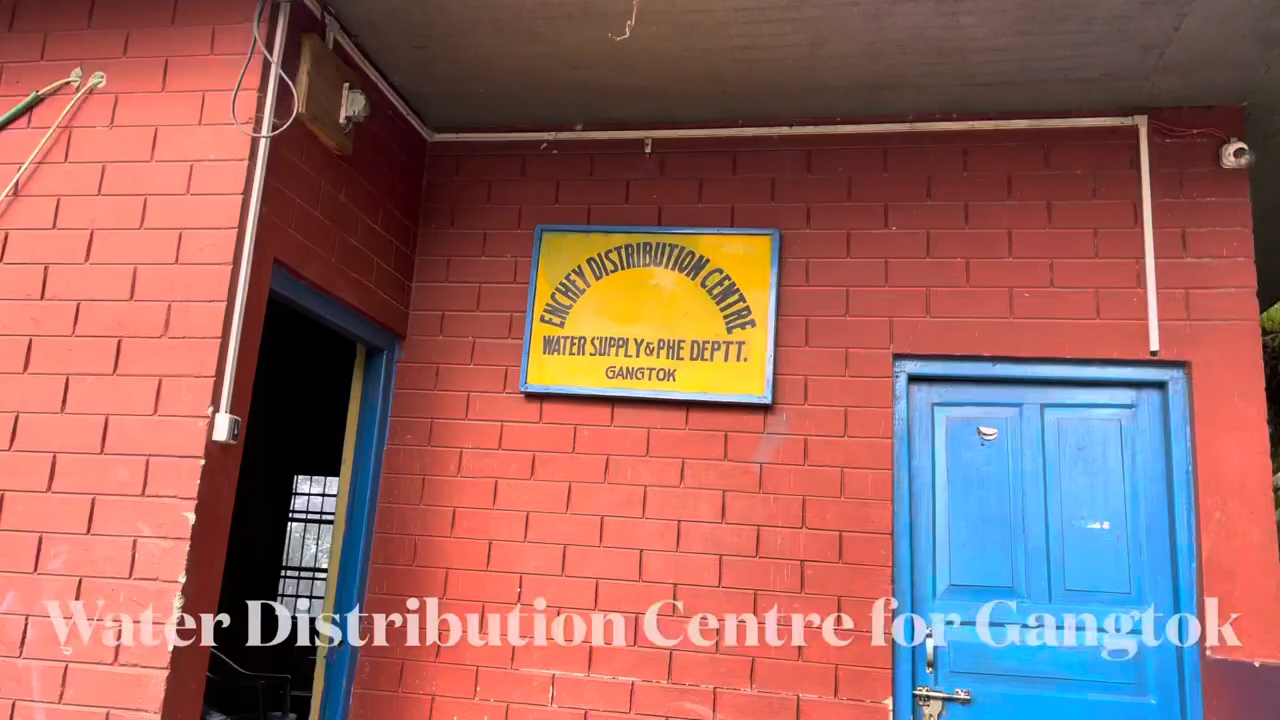 ENCHEY DISTRIBUTION CENTRE
WATER SUPPLY & PHE DEPTT.
GANGTOK
Water Distribution Centre for Gangtok